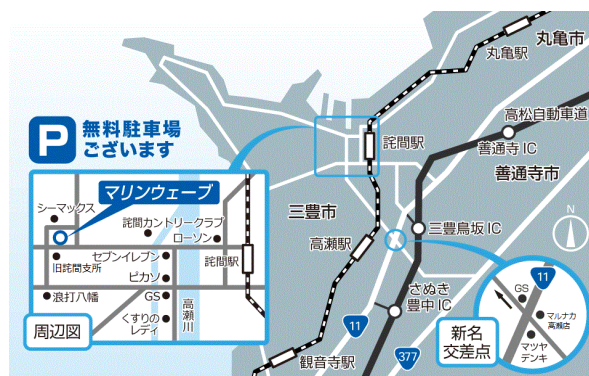 丸亀市
丸亀駅
高松自動車道
善通寺IC
善通寺市
P
無料駐車場
ございます
詫間駅
マリンウェーブ
シーマックス
詫間カントリークラブ
ローソン
旧詫間支所
セブンイレブン
詫間駅
ピカソ
浪打八幡
GS
くすりの
レディ
高瀬川
周辺図
三豊市
三豊鳥坂IC
高瀬駅
さぬき
豊中IC
11
377
観音寺駅
N
11
GS
マルナカ
高瀬店
マツヤ
デンキ
新名
交差点